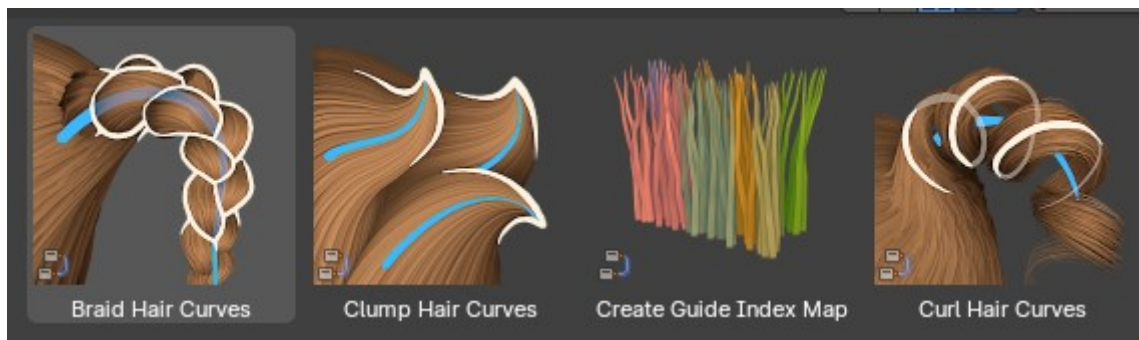 Braid Hair Curves
Clump Hair Curves
Create Guide Index Map
Curl Hair Curves